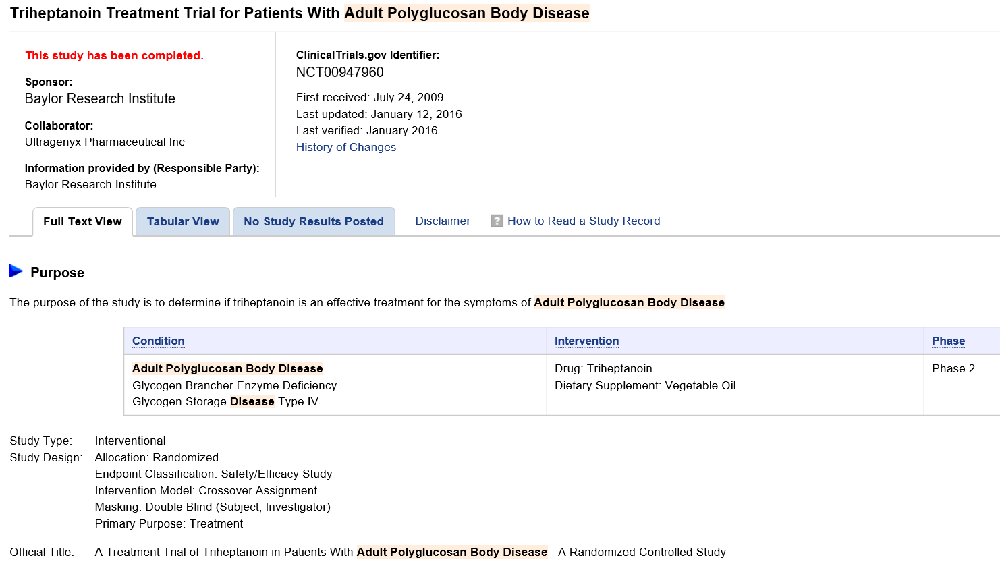 Triheptanoin Treatment Trial for Patients With Adult Polyglucosan Body Disease
This study has been completed.
Sponsor:
Baylor Research Institute
Collaborator:
Ultragenyx Pharmaceutical Inc
Information provided by (Responsible Party):
Baylor Research Institute
ClinicalTrials.gov Identifier:
NCT00947960
First received: July 24, 2009
Last updated: January 12, 2016
Last verified: January 2016
History of Changes
Full Text View
Tabular View
No Study Results Posted
Disclaimer
? How to Read a Study Record
Purpose
The purpose of the study is to determine if triheptanoin is an effective treatment for the symptoms of Adult Polyglucosan Body Disease.
Condition
Intervention
Phase
Adult Polyglucosan Body Disease
Glycogen Brancher Enzyme Deficiency
Glycogen Storage Disease Type IV
Drug: Triheptanoin
Dietary Supplement: Vegetable Oil
Phase 2
Study Type: Interventional
Study Design: Allocation: Randomized
Endpoint Classification: Safety/Efficacy Study
Intervention Model: Crossover Assignment
Masking: Double Blind (Subject, Investigator)
Primary Purpose: Treatment
Official Title: A Treatment Trial of Triheptanoin in Patients With Adult Polyglucosan Body Disease - A Randomized Controlled Study